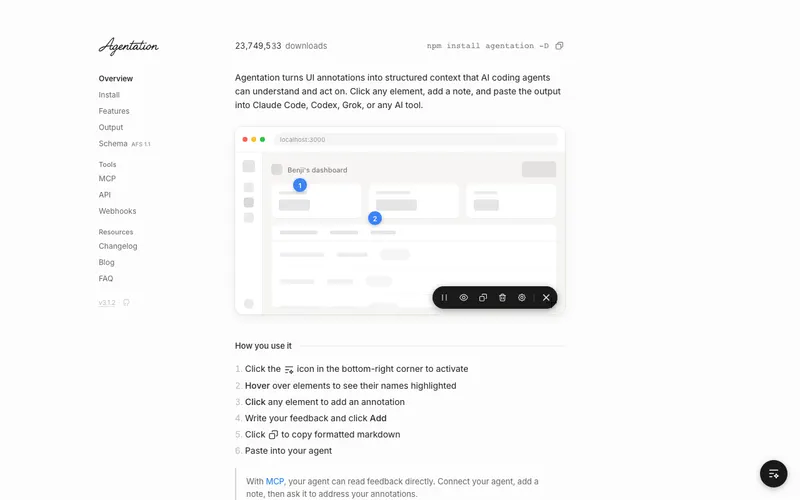 Agentation
23,749,533 downloads
npm install agentation -D
Overview
Install
Features
Output
Schema AFS 1.1
Tools
MCP
API
Webhooks
Resources
Changelog
Blog
FAQ
v3.1.2
Agentation turns UI annotations into structured context that AI coding agents
can understand and act on. Click any element, add a note, and paste the output
into Claude Code, Codex, Grok, or any AI tool.
localhost:3000
Benji's dashboard
1
2
How you use it
1. Click the icon in the bottom-right corner to activate
2. Hover over elements to see their names highlighted
3. Click any element to add an annotation
4. Write your feedback and click Add
5. Click to copy formatted markdown
6. Paste into your agent
With MCP, your agent can read feedback directly. Connect your agent, add a
note, then ask it to address your annotations.